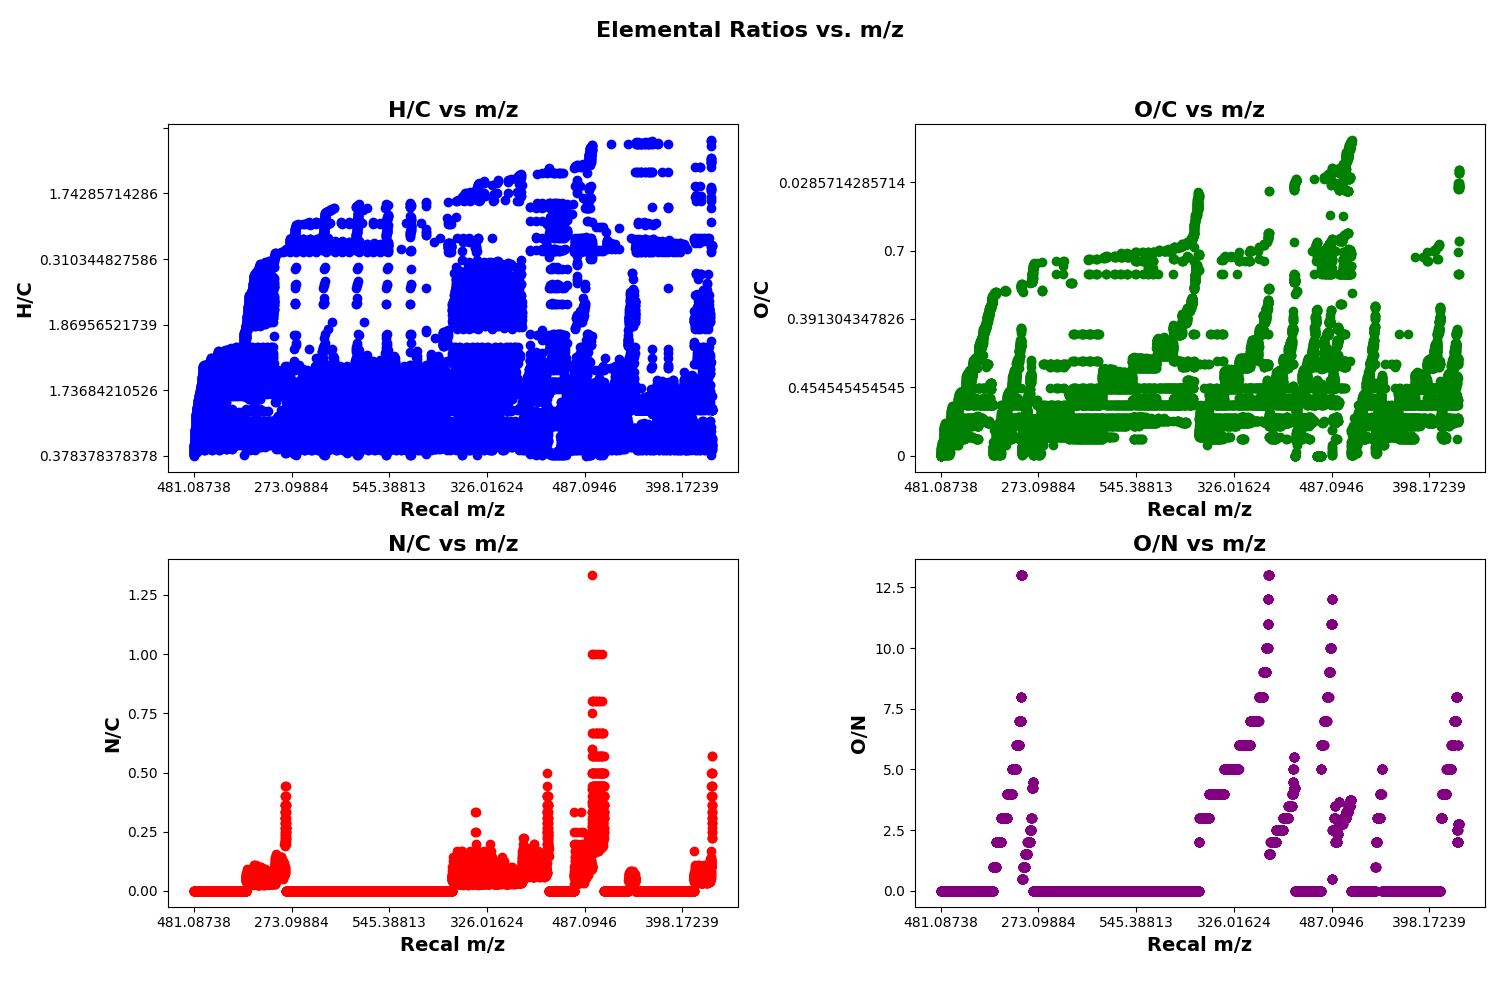 Elemental Ratios vs. m/z
H/C vs m/z
H/C
1.74285714286
0.310344827586
1.86956521739
1.73684210526
0.378378378378
481.08738 273.09884 545.38813 326.01624 487.0946 398.17239
Recal m/z
O/C vs m/z
O/C
0.0285714285714
0.7
0.391304347826
0.454545454545
0
481.08738 273.09884 545.38813 326.01624 487.0946 398.17239
Recal m/z
N/C vs m/z
N/C
1.25
1.00
0.75
0.50
0.25
0.00
481.08738 273.09884 545.38813 326.01624 487.0946 398.17239
Recal m/z
O/N vs m/z
O/N
12.5
10.0
7.5
5.0
2.5
0.0
481.08738 273.09884 545.38813 326.01624 487.0946 398.17239
Recal m/z